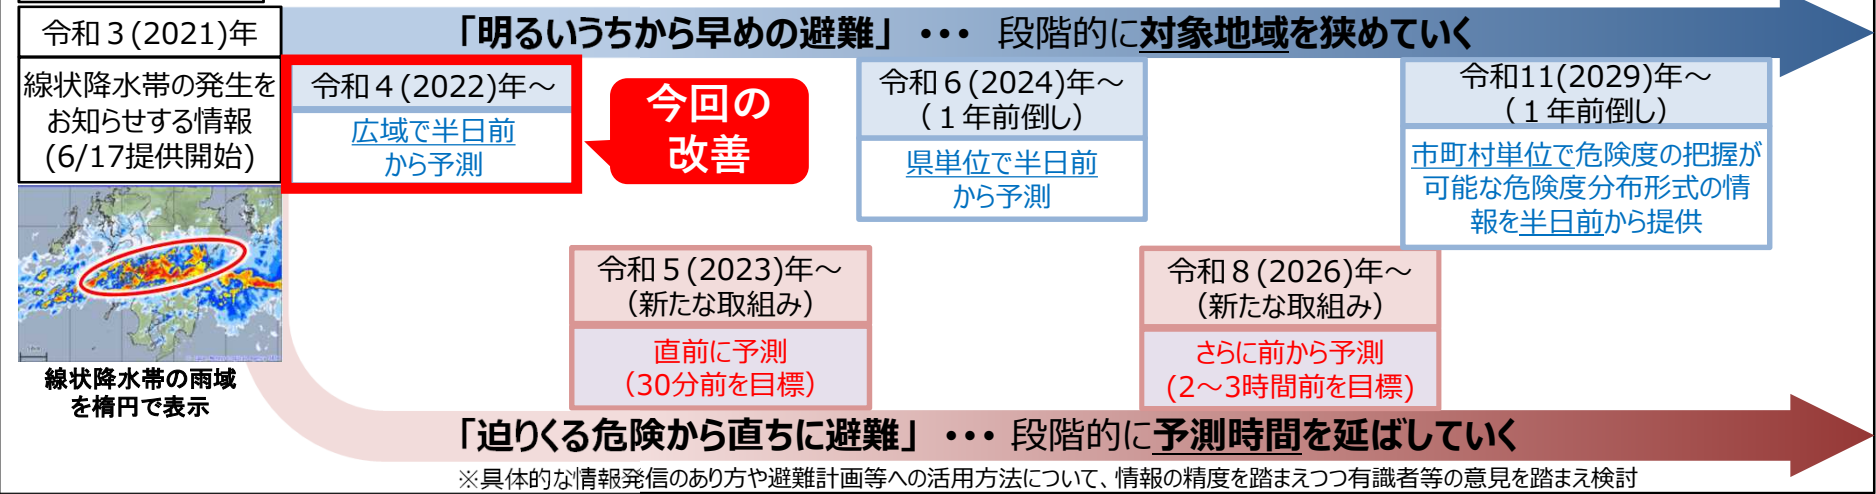 令和３(2021)年
「明るいうちから早めの避難」 ・・・ 段階的に対象地域を狭めていく
線状降水帯の発生を
お知らせする情報
(6/17提供開始)
令和４(2022)年～
広域で半日前
から予測
今回の
改善
令和６(2024)年～
（１年前倒し）
県単位で半日前
から予測
令和11(2029)年～
（１年前倒し）
市町村単位で危険度の把握が
可能な危険度分布形式の情
報を半日前から提供
線状降水帯の雨域
を楕円で表示
令和５(2023)年～
（新たな取組み）
直前に予測
（30分前を目標）
令和８(2026)年～
（新たな取組み）
さらに前から予測
(2～3時間前を目標)
「迫りくる危険から直ちに避難」 ・・・ 段階的に予測時間を延ばしていく
※具体的な情報発信のあり方や避難計画等への活用方法について、情報の精度を踏まえつつ有識者等の意見を踏まえ検討